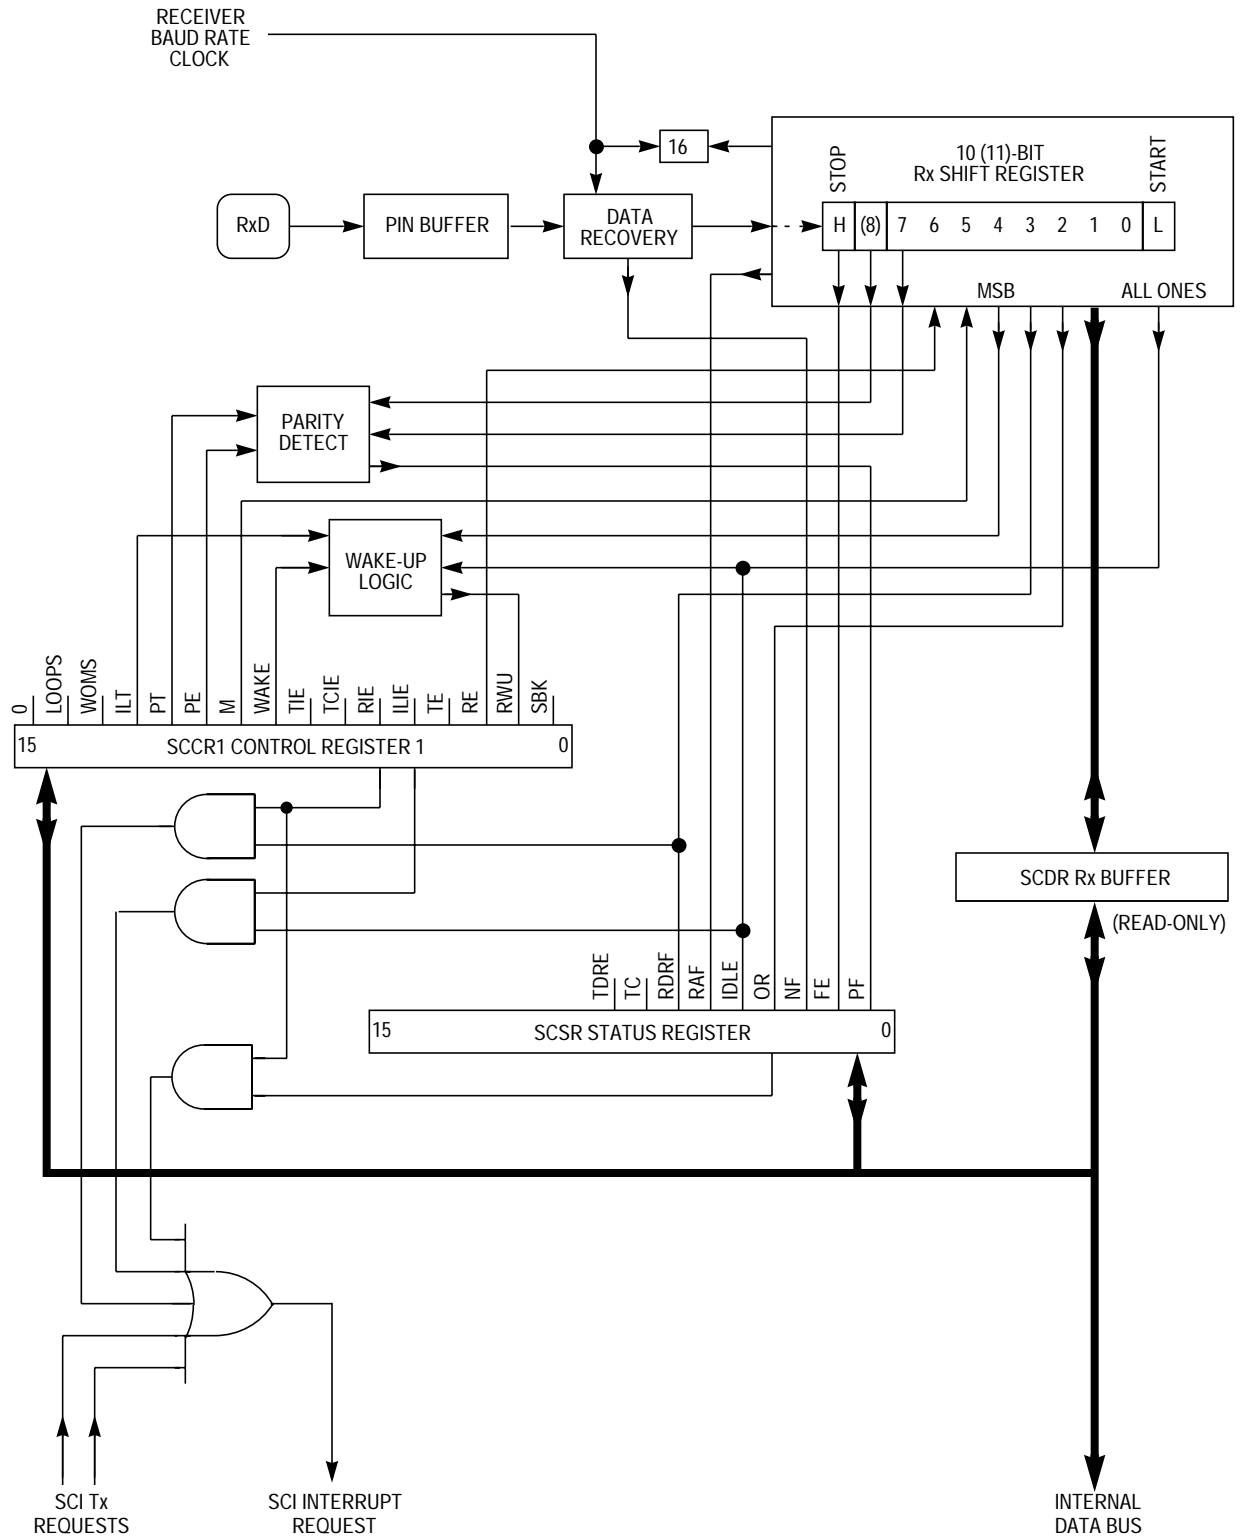 RECEIVER
BAUD RATE
CLOCK
16
STOP
10 (11)-BIT
Rx SHIFT REGISTER
START
RxD
PIN BUFFER
DATA
RECOVERY
H (8) 7 6 5 4 3 2 1 0 L
MSB
ALL ONES
PARITY
DETECT
WAKE-UP
LOGIC
0
LOOPS
WOMS
ILT
PT
PE
M
WAKE
TIE
TCIE
RIE
ILIE
TE
RE
RWU
SBK
15 SCCR1 CONTROL REGISTER 1 0
SCDR Rx BUFFER
(READ-ONLY)
TDRE
TC
RDRF
RAF
IDLE
OR
NF
FE
PF
15 SCSR STATUS REGISTER 0
SCI Tx
REQUESTS
SCI INTERRUPT
REQUEST
INTERNAL
DATA BUS